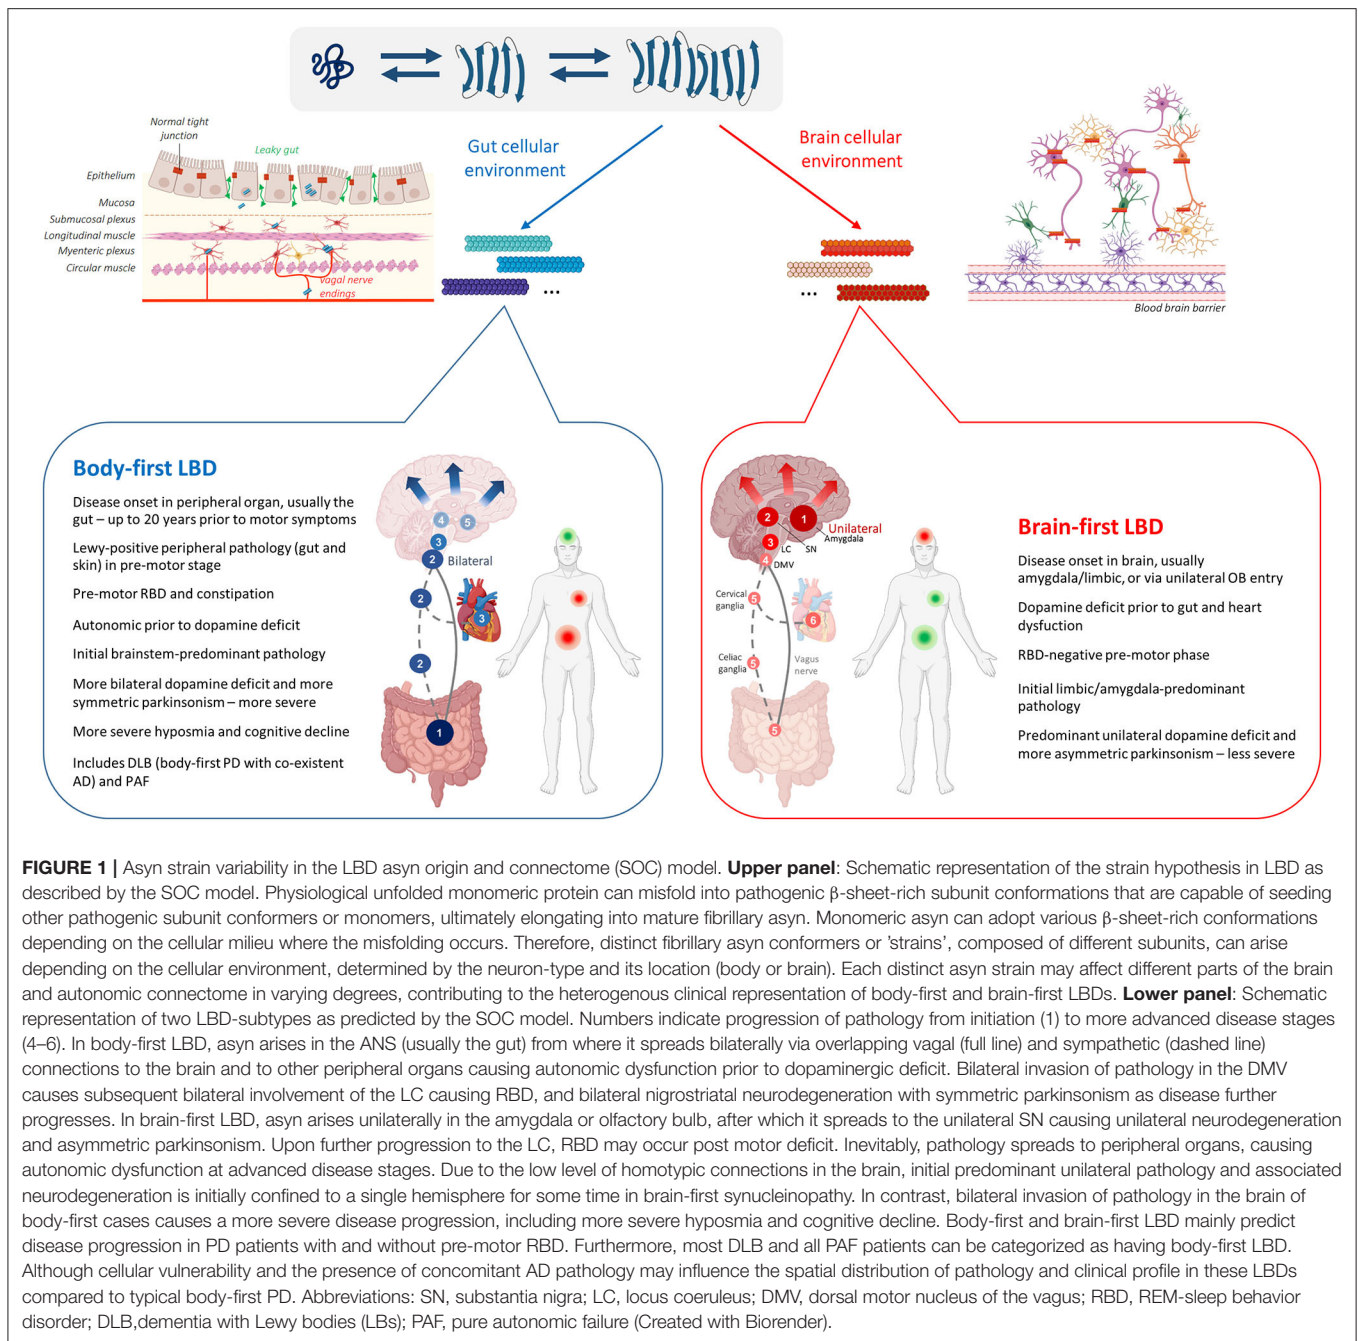 Normal tight
junction
Leaky gut
Epithelium
Mucosa
Submucosal plexus
Longitudinal muscle
Myenteric plexus
Circular muscle
vagal nerve
endings
Gut cellular
environment
Brain cellular
environment
...
...
Blood brain barrier
Body-first LBD
Disease onset in peripheral organ, usually the
gut – up to 20 years prior to motor symptoms
Lewy-positive peripheral pathology (gut and
skin) in pre-motor stage
Pre-motor RBD and constipation
Autonomic prior to dopamine deficit
Initial brainstem-predominant pathology
More bilateral dopamine deficit and more
symmetric parkinsonism – more severe
More severe hyposmia and cognitive decline
Includes DLB (body-first PD with co-existent
AD) and PAF
4
5
3
2
Bilateral
2
3
2
1
2
1
Unilateral
Amygdala
3
LC
SN
4
DMV
Cervical
ganglia
5
6
Celiac
ganglia
5
Vagus
nerve
5
Brain-first LBD
Disease onset in brain, usually
amygdala/limbic, or via unilateral OB entry
Dopamine deficit prior to gut and heart
dysfuction
RBD-negative pre-motor phase
Initial limbic/amygdala-predominant
pathology
Predominant unilateral dopamine deficit and
more asymmetric parkinsonism – less severe
FIGURE 1 | Asyn strain variability in the LBD asyn origin and connectome (SOC) model. Upper panel: Schematic representation of the strain hypothesis in LBD as
described by the SOC model. Physiological unfolded monomeric protein can misfold into pathogenic β-sheet-rich subunit conformations that are capable of seeding
other pathogenic subunit conformers or monomers, ultimately elongating into mature fibrillary asyn. Monomeric asyn can adopt various β-sheet-rich conformations
depending on the cellular milieu where the misfolding occurs. Therefore, distinct fibrillary asyn conformers or 'strains', composed of different subunits, can arise
depending on the cellular environment, determined by the neuron-type and its location (body or brain). Each distinct asyn strain may affect different parts of the brain
and autonomic connectome in varying degrees, contributing to the heterogenous clinical representation of body-first and brain-first LBDs. Lower panel: Schematic
representation of two LBD-subtypes as predicted by the SOC model. Numbers indicate progression of pathology from initiation (1) to more advanced disease stages
(4–6). In body-first LBD, asyn arises in the ANS (usually the gut) from where it spreads bilaterally via overlapping vagal (full line) and sympathetic (dashed line)
connections to the brain and to other peripheral organs causing autonomic dysfunction prior to dopaminergic deficit. Bilateral invasion of pathology in the DMV
causes subsequent bilateral involvement of the LC causing RBD, and bilateral nigrostriatal neurodegeneration with symmetric parkinsonism as disease further
progresses. In brain-first LBD, asyn arises unilaterally in the amygdala or olfactory bulb, after which it spreads to the unilateral SN causing unilateral neurodegeneration
and asymmetric parkinsonism. Upon further progression to the LC, RBD may occur post motor deficit. Inevitably, pathology spreads to peripheral organs, causing
autonomic dysfunction at advanced disease stages. Due to the low level of homotypic connections in the brain, initial predominant unilateral pathology and associated
neurodegeneration is initially confined to a single hemisphere for some time in brain-first synucleinopathy. In contrast, bilateral invasion of pathology in the brain of
body-first cases causes a more severe disease progression, including more severe hyposmia and cognitive decline. Body-first and brain-first LBD mainly predict
disease progression in PD patients with and without pre-motor RBD. Furthermore, most DLB and all PAF patients can be categorized as having body-first LBD.
Although cellular vulnerability and the presence of concomitant AD pathology may influence the spatial distribution of pathology and clinical profile in these LBDs
compared to typical body-first PD. Abbreviations: SN, substantia nigra; LC, locus coeruleus; DMV, dorsal motor nucleus of the vagus; RBD, REM-sleep behavior
disorder; DLB,dementia with Lewy bodies (LBs); PAF, pure autonomic failure (Created with Biorender).